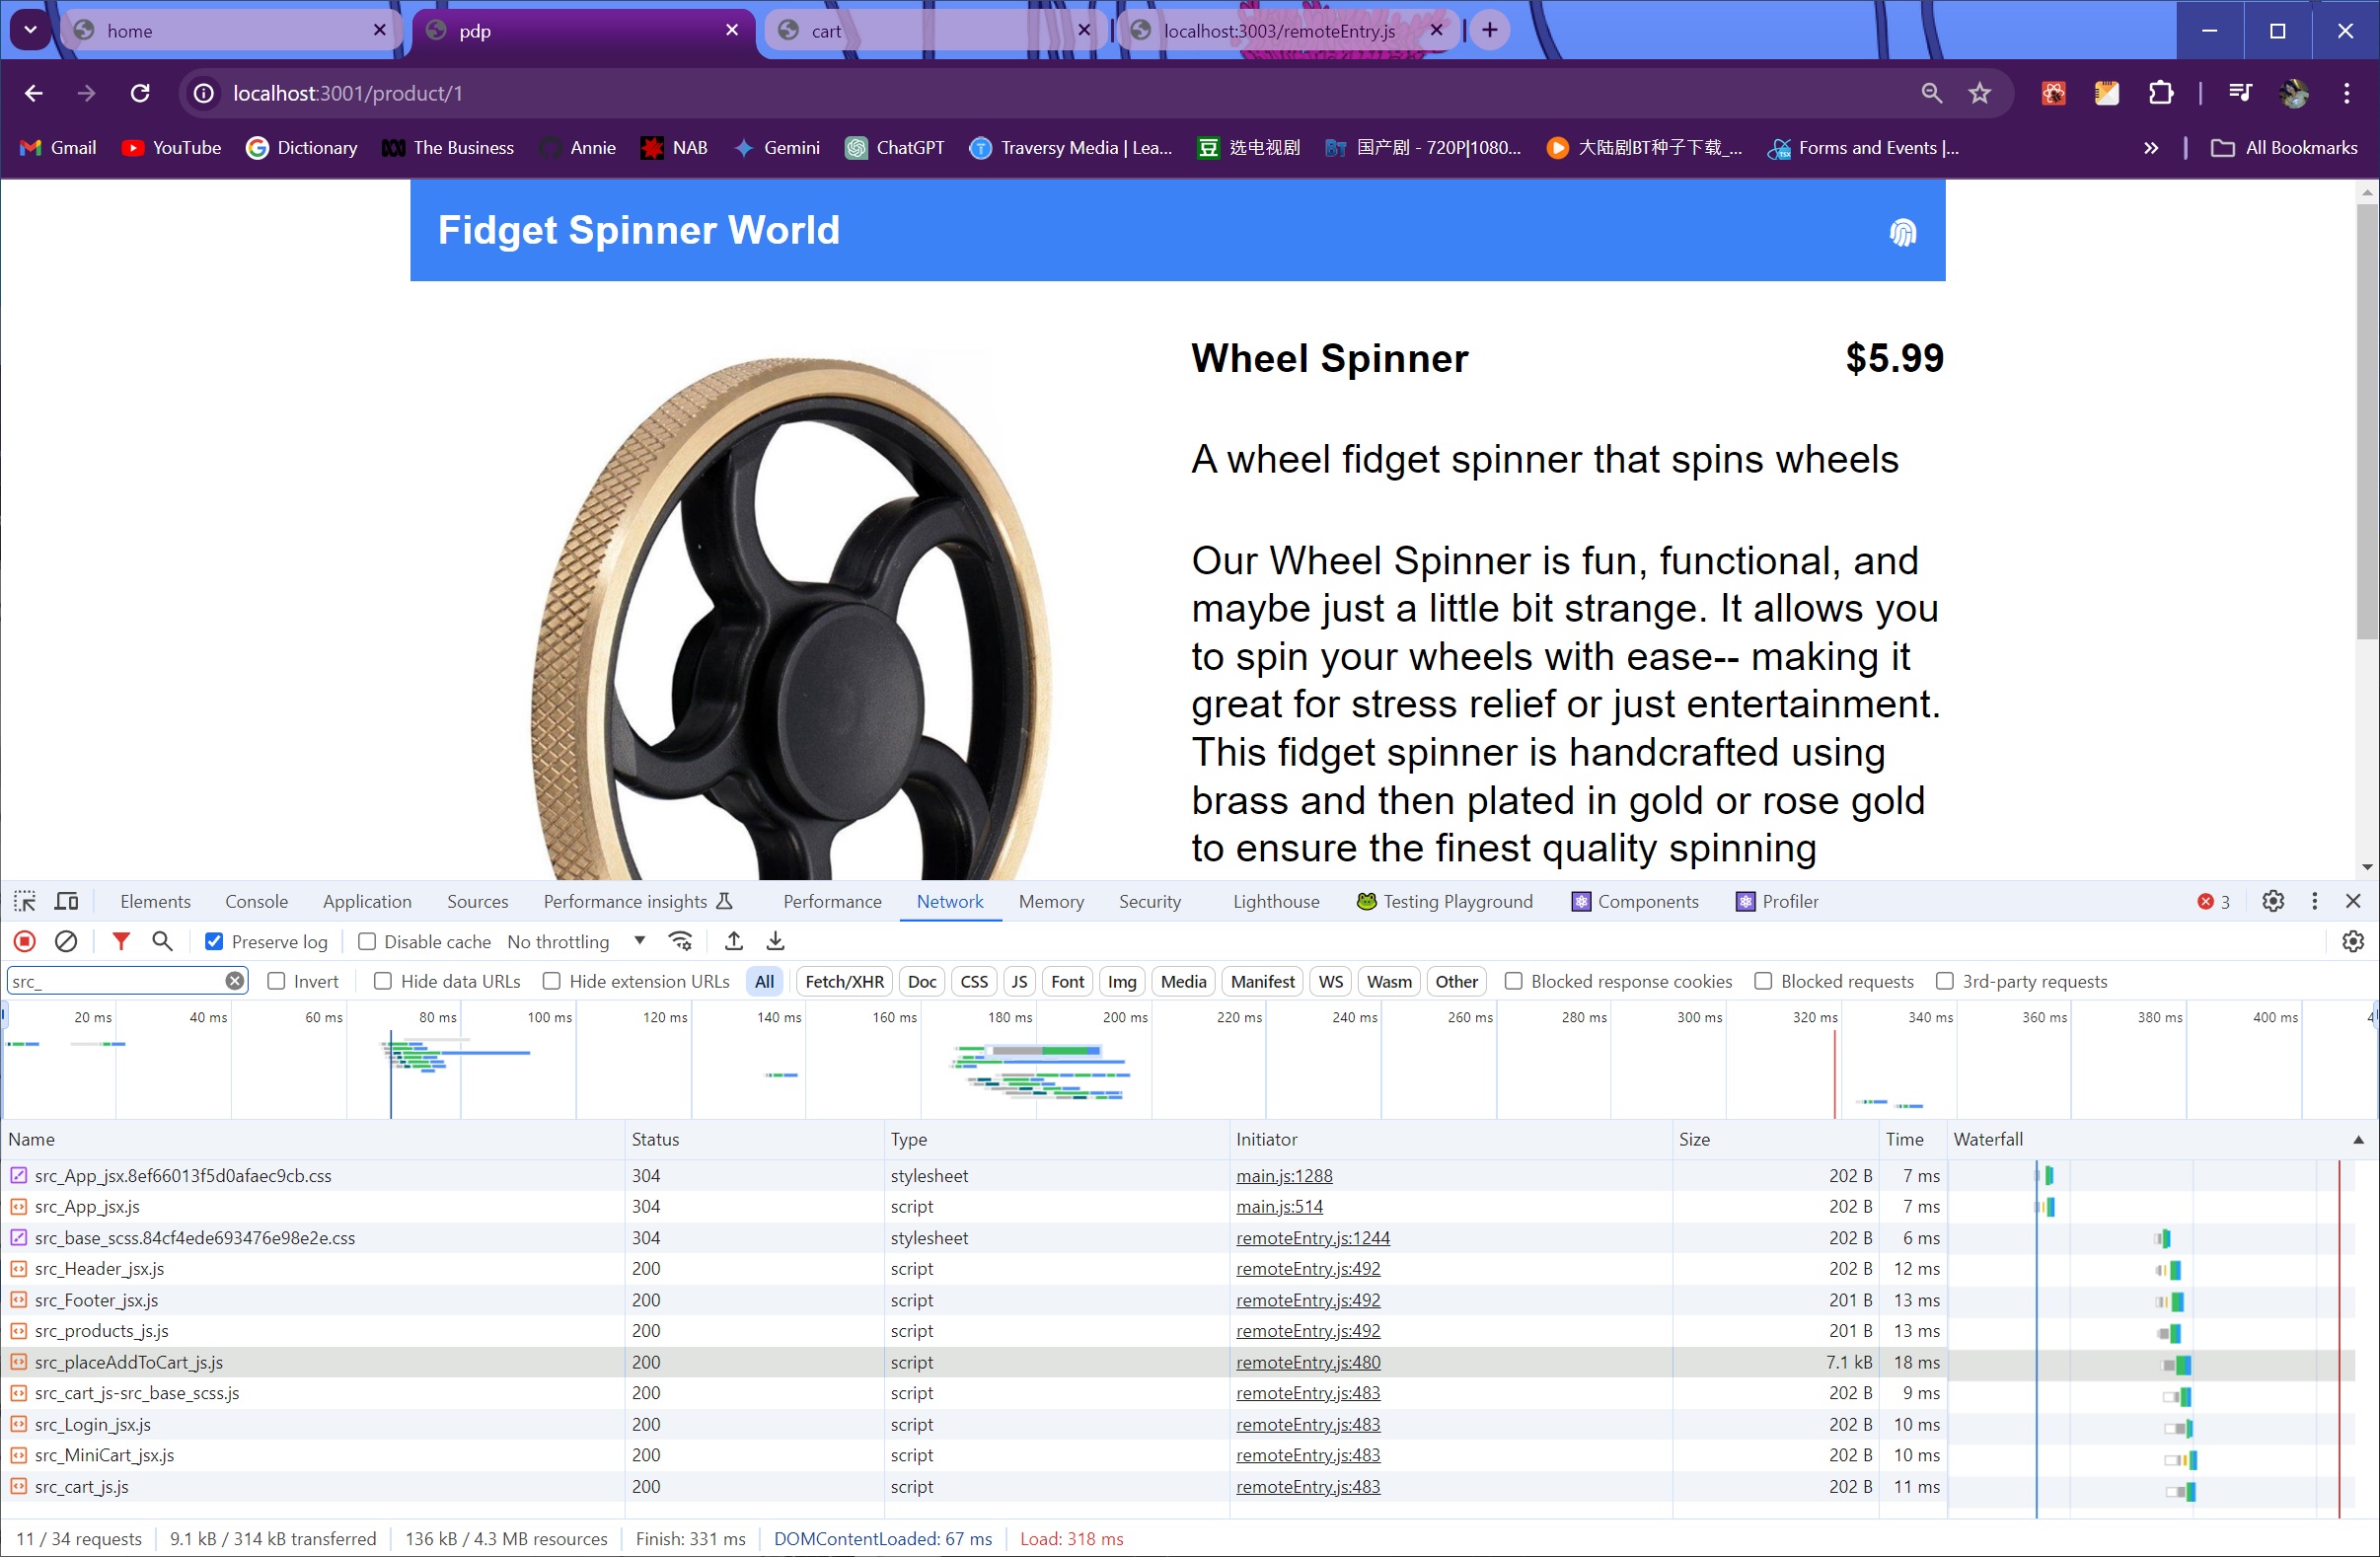 home
pdp
cart
localhost:3003/remoteEntry.js
localhost:3001/product/1
Gmail
YouTube
Dictionary
The Business
Annie
NAB
Gemini
ChatGPT
Traversy Media | Lea...
选电视剧
国产剧 - 720P|1080...
大陆剧BT种子下载_...
Forms and Events |...
All Bookmarks
Fidget Spinner World
Wheel Spinner $5.99
A wheel fidget spinner that spins wheels
Our Wheel Spinner is fun, functional, and
maybe just a little bit strange. It allows you
to spin your wheels with ease-- making it
great for stress relief or just entertainment.
This fidget spinner is handcrafted using
brass and then plated in gold or rose gold
to ensure the finest quality spinning
Elements Console Application Sources Performance insights Performance Network Memory Security Lighthouse Testing Playground Components Profiler 3
Preserve log Disable cache No throttling
src_ Invert Hide data URLs Hide extension URLs All Fetch/XHR Doc CSS JS Font Img Media Manifest WS Wasm Other Blocked response cookies Blocked requests 3rd-party requests
20 ms 40 ms 60 ms 80 ms 100 ms 120 ms 140 ms 160 ms 180 ms 200 ms 220 ms 240 ms 260 ms 280 ms 300 ms 320 ms 340 ms 360 ms 380 ms 400 ms 4
Name Status Type Initiator Size Time Waterfall
src_App_jsx.8ef66013f5d0afaec9cb.css 304 stylesheet main.js:1288 202 B 7 ms
src_App_jsx.js 304 script main.js:514 202 B 7 ms
src_base_scss.84cf4ede693476e98e2e.css 304 stylesheet remoteEntry.js:1244 202 B 6 ms
src_Header_jsx.js 200 script remoteEntry.js:492 202 B 12 ms
src_Footer_jsx.js 200 script remoteEntry.js:492 201 B 13 ms
src_products_js.js 200 script remoteEntry.js:492 201 B 13 ms
src_placeAddToCart_js.js 200 script remoteEntry.js:480 7.1 kB 18 ms
src_cart_js-src_base_scss.js 200 script remoteEntry.js:483 202 B 9 ms
src_Login_jsx.js 200 script remoteEntry.js:483 202 B 10 ms
src_MiniCart_jsx.js 200 script remoteEntry.js:483 202 B 10 ms
src_cart_js.js 200 script remoteEntry.js:483 202 B 11 ms
11 / 34 requests 9.1 kB / 314 kB transferred 136 kB / 4.3 MB resources Finish: 331 ms DOMContentLoaded: 67 ms Load: 318 ms